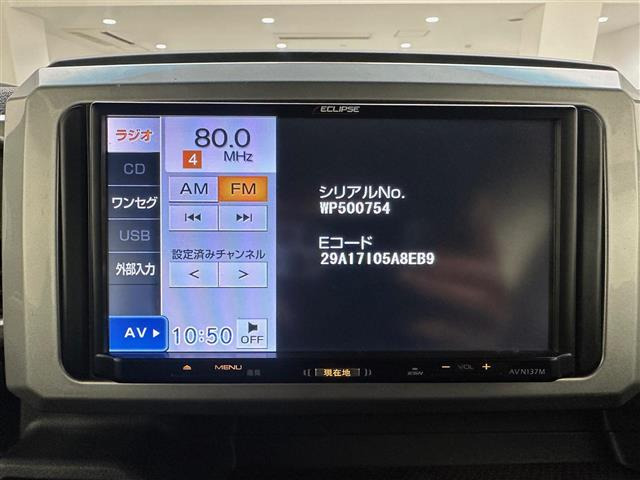 ECLIPSE
ラジオ
CD
ワンセグ
USB
外部入力
AV
80.0
4 MHz
AM FM
設定済みチャンネル
< >
10:50 OFF
シリアルNo.
WP500754
Eコード
29A17I05A8EB9
MENU
現在地
VOL
AVN137M